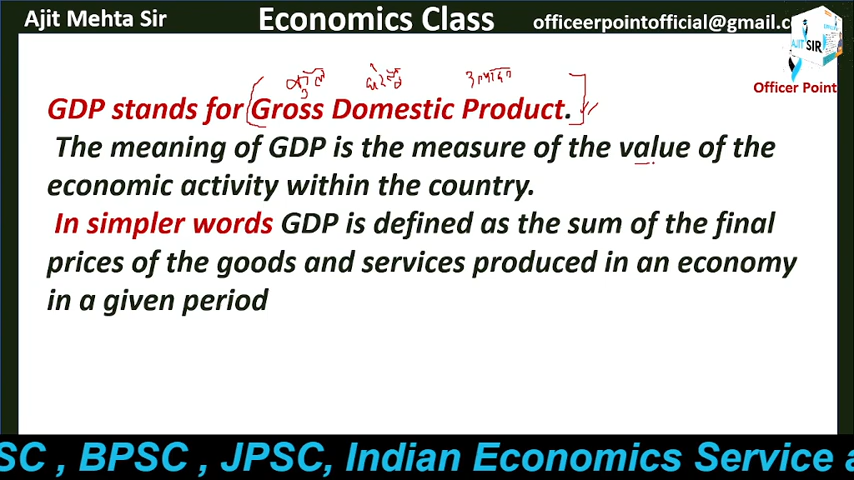 Ajit Mehta Sir
Economics Class
officeerpointofficial@gmail.c
AJIT SIR
Officer Point
GDP stands for Gross Domestic Product.
The meaning of GDP is the measure of the value of the
economic activity within the country.
In simpler words GDP is defined as the sum of the final
prices of the goods and services produced in an economy
in a given period
SC , BPSC , JPSC, Indian Economics Service a